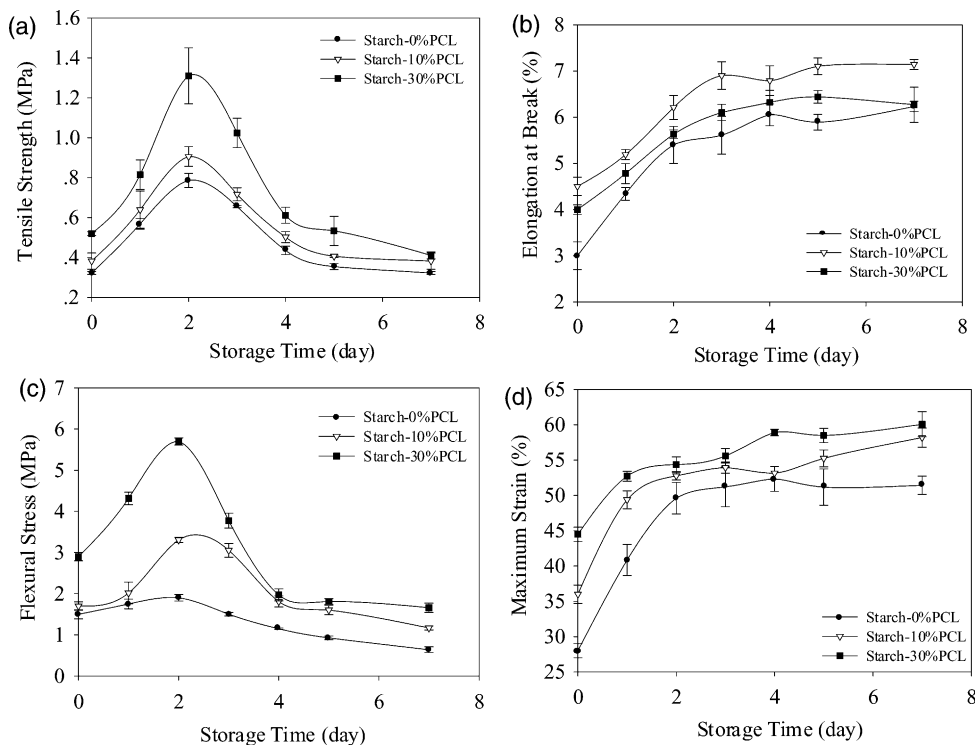 (a)
1.6
1.4
1.2
1.0
.8
.6
.4
.2
Tensile Strength (MPa)
Starch-0%PCL
Starch-10%PCL
Starch-30%PCL
0 2 4 6 8
Storage Time (day)
(b)
8
7
6
5
4
3
2
Elongation at Break (%)
Starch-0%PCL
Starch-10%PCL
Starch-30%PCL
0 2 4 6 8
Storage Time (day)
(c)
7
6
5
4
3
2
1
0
Flexural Stress (MPa)
Starch-0%PCL
Starch-10%PCL
Starch-30%PCL
0 2 4 6 8
Storage Time (day)
(d)
65
60
55
50
45
40
35
30
25
Maximum Strain (%)
Starch-0%PCL
Starch-10%PCL
Starch-30%PCL
0 2 4 6 8
Storage Time (day)